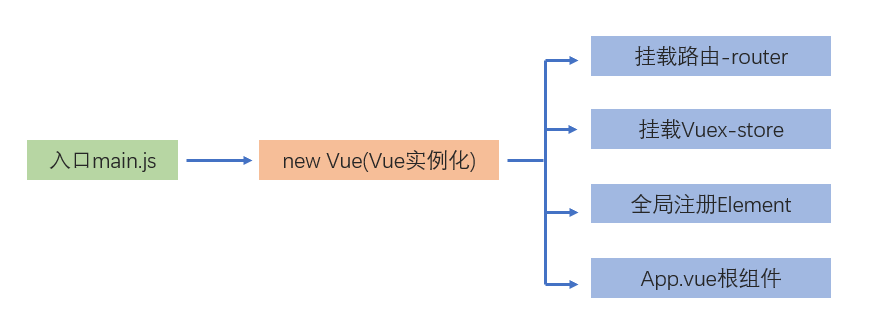 入口main.js
new Vue(Vue实例化)
挂载路由-router
挂载Vuex-store
全局注册Element
App.vue根组件